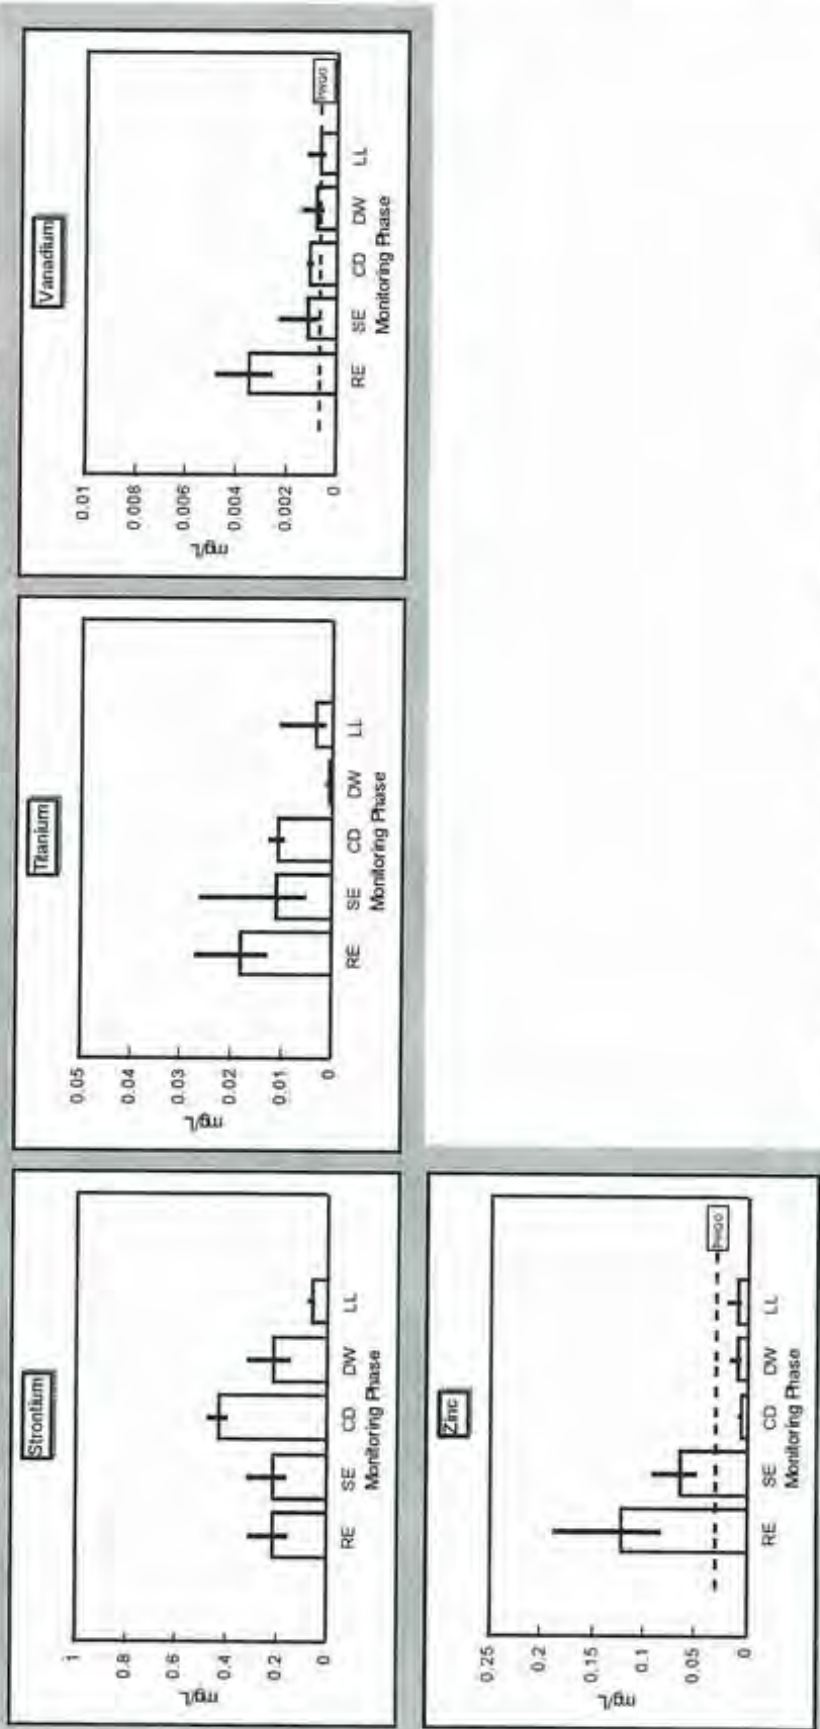 Strontium
1
0.8
0.6
0.4
0.2
0
mg/L
RE SE CD DW LL
Monitoring Phase
Titanium
0.05
0.04
0.03
0.02
0.01
0
mg/L
RE SE CD DW LL
Monitoring Phase
Vanadium
0.01
0.008
0.006
0.004
0.002
0
mg/L
PWQO
RE SE CD DW LL
Monitoring Phase
Zinc
0.25
0.2
0.15
0.1
0.05
0
mg/L
PWQO
RE SE CD DW LL
Monitoring Phase